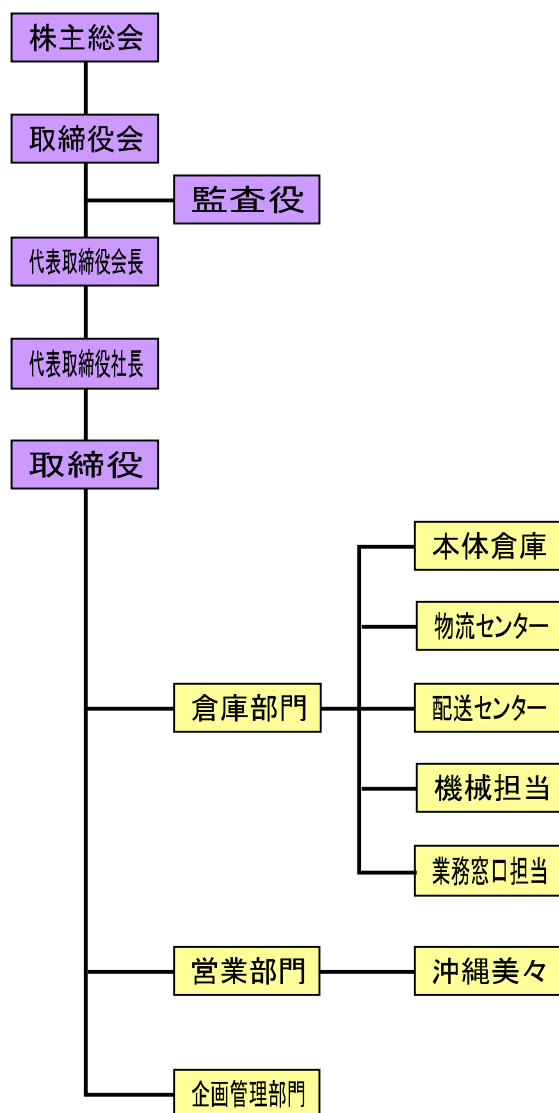 株主総会
取締役会
監査役
代表取締役会長
代表取締役社長
取締役
本体倉庫
物流センター
倉庫部門
配送センター
機械担当
業務窓口担当
営業部門
沖縄美々
企画管理部門